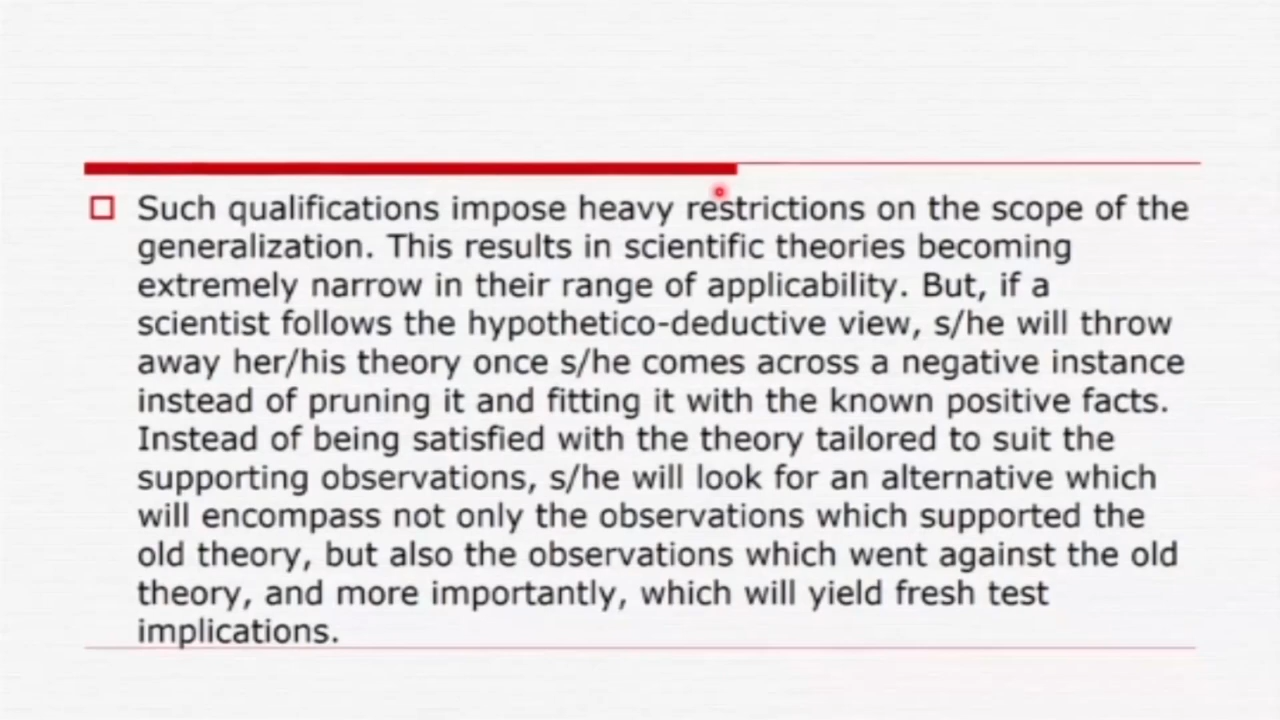 Such qualifications impose heavy restrictions on the scope of the
generalization. This results in scientific theories becoming
extremely narrow in their range of applicability. But, if a
scientist follows the hypothetico-deductive view, s/he will throw
away her/his theory once s/he comes across a negative instance
instead of pruning it and fitting it with the known positive facts.
Instead of being satisfied with the theory tailored to suit the
supporting observations, s/he will look for an alternative which
will encompass not only the observations which supported the
old theory, but also the observations which went against the old
theory, and more importantly, which will yield fresh test
implications.